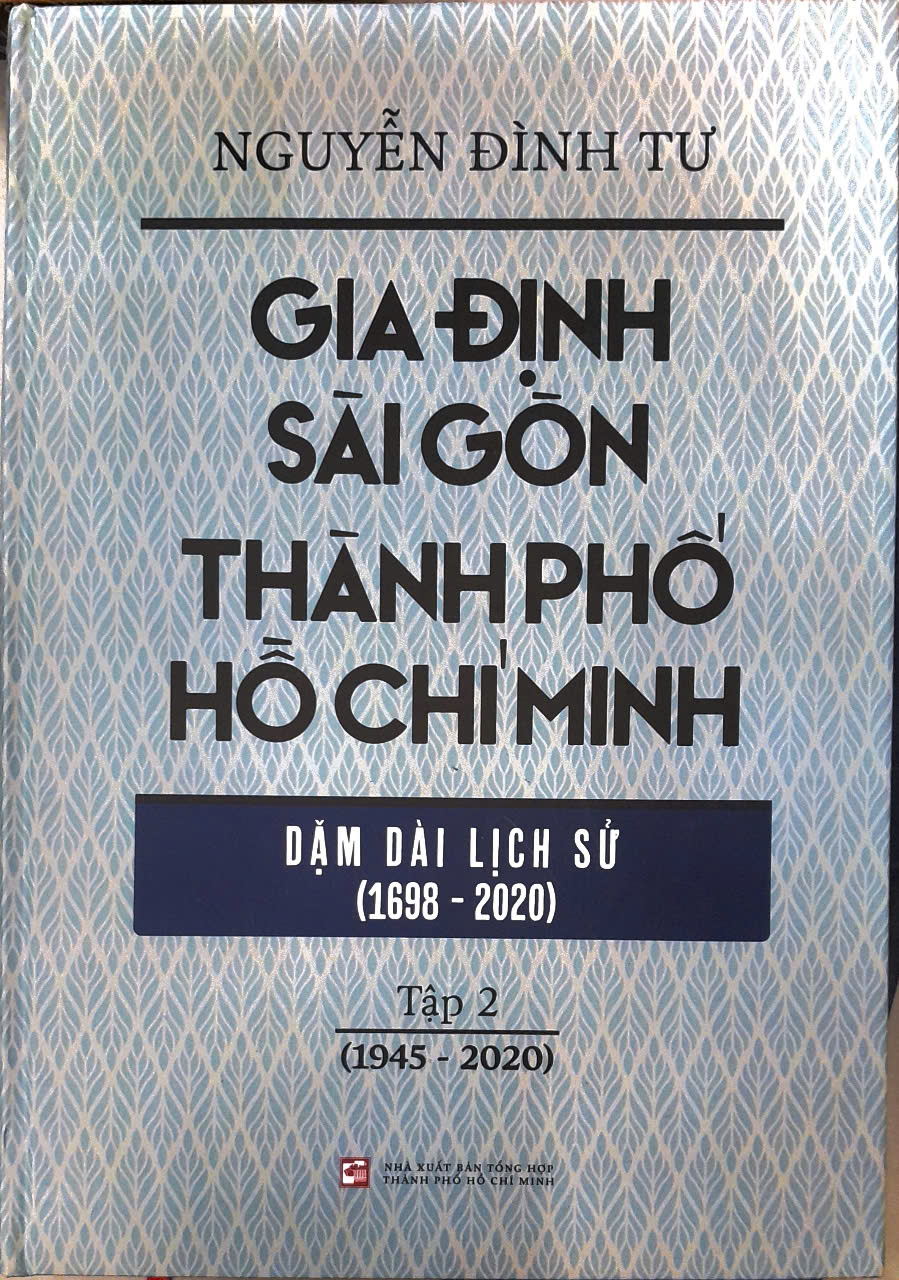 NGUYỄN ĐÌNH TƯ
GIA ĐỊNH
SÀI GÒN
THÀNH PHỐ
HỒ CHÍ MINH
DẶM DÀI LỊCH SỬ
(1698 - 2020)
Tập 2
(1945 - 2020)
NHÀ XUẤT BẢN TỔNG HỢP
THÀNH PHỐ HỒ CHÍ MINH